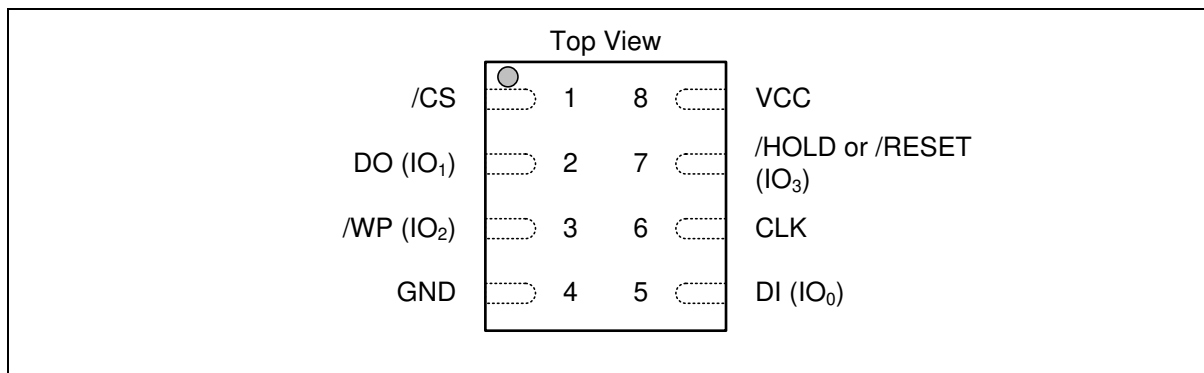 Top View
/CS 1 8 VCC
DO (IO₁) 2 7 /HOLD or /RESET
(IO₃)
/WP (IO₂) 3 6 CLK
GND 4 5 DI (IO₀)